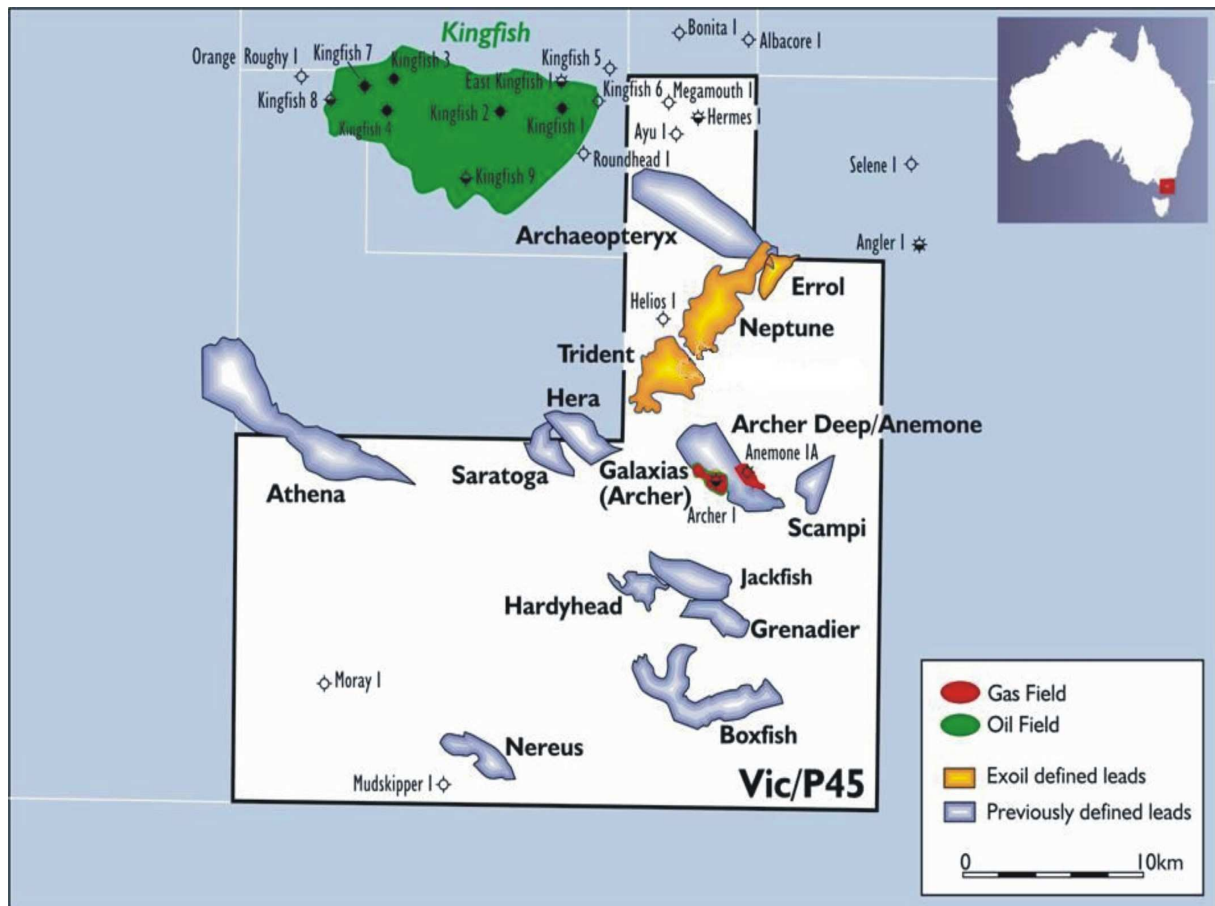 Kingfish
Bonita 1
Albacore 1
Orange Roughy 1
Kingfish 7
Kingfish 3
Kingfish 5
East Kingfish 1
Kingfish 8
Kingfish 6
Megamouth 1
Kingfish 4
Kingfish 2
Kingfish 1
Hermes 1
Ayu 1
Roundhead 1
Selene 1
Kingfish 9
Archaeopteryx
Angler 1
Errol
Helios 1
Neptune
Trident
Hera
Archer Deep/Anemone
Anemone 1A
Saratoga
Galaxias
(Archer)
Athena
Archer 1
Scampi
Jackfish
Hardyhead
Grenadier
Moray 1
Boxfish
Nereus
Mudskipper 1
Vic/P45
Gas Field
Oil Field
Exoil defined leads
Previously defined leads
0 10km